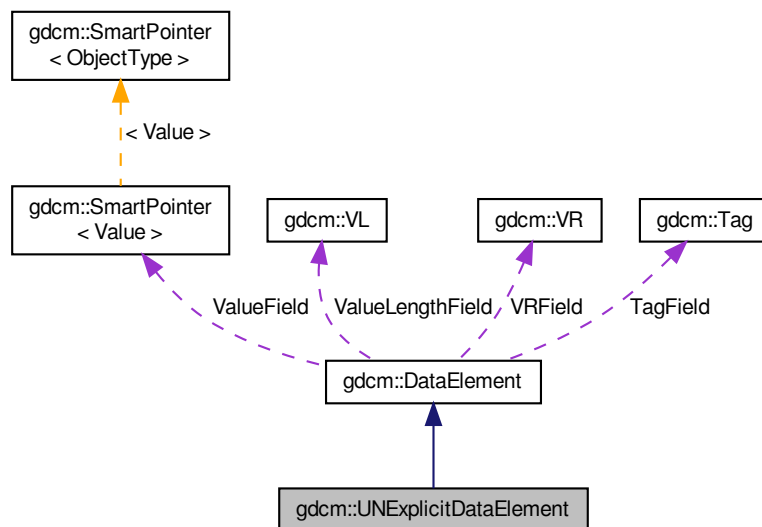 gdcm::SmartPointer
< ObjectType >
< Value >
gdcm::SmartPointer
< Value >
gdcm::VL
gdcm::VR
gdcm::Tag
ValueField
ValueLengthField
VRField
TagField
gdcm::DataElement
gdcm::UNExplicitDataElement